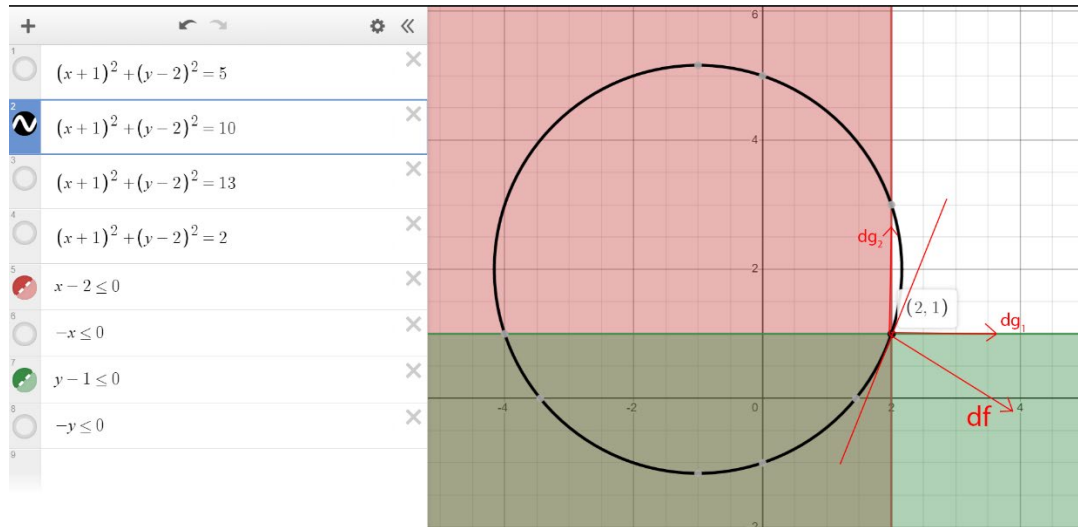 1
(x+1)²+(y−2)²=5
2
(x+1)²+(y−2)²=10
3
(x+1)²+(y−2)²=13
4
(x+1)²+(y−2)²=2
5
x−2≤0
6
−x≤0
7
y−1≤0
8
−y≤0
9
6
4
dg₂
2
(2, 1)
dg₁
-4
-2
0
2
4
df